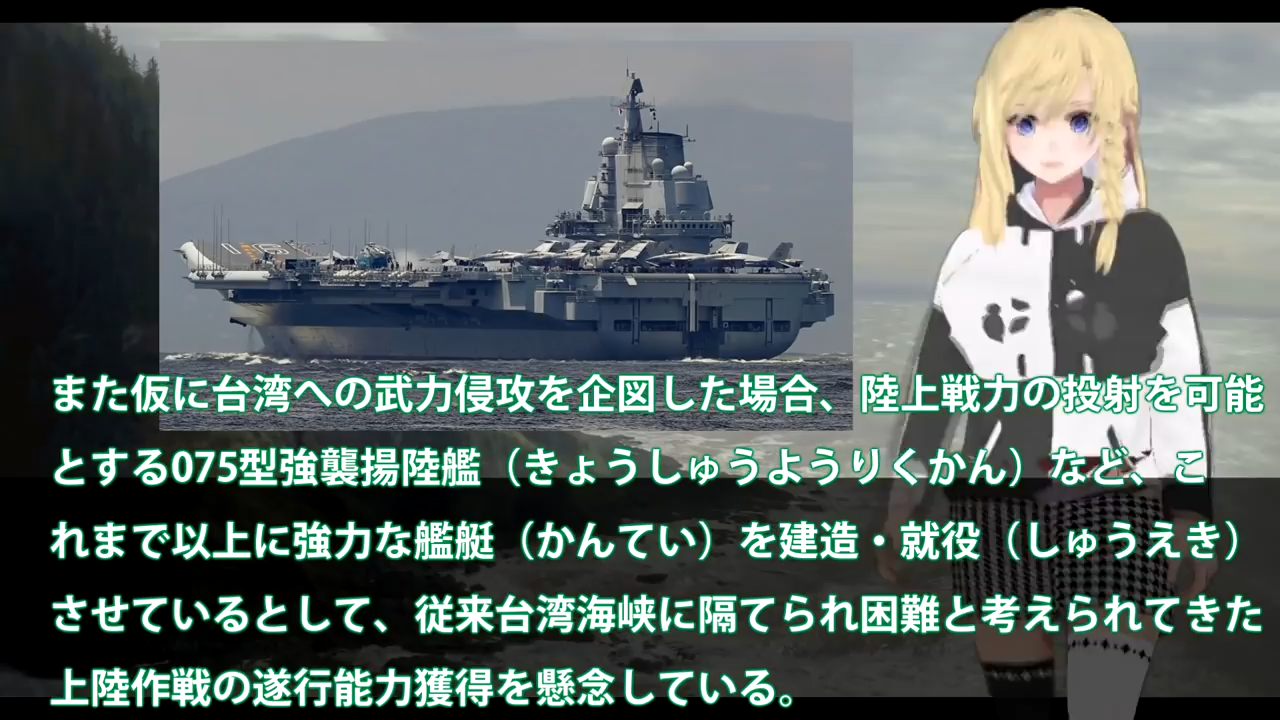 16
また仮に台湾への武力侵攻を企図した場合、陸上戦力の投射を可能
とする075型強襲揚陸艦（きょうしゅうようりくかん）など、こ
れまで以上に強力な艦艇（かんてい）を建造・就役（しゅうえき）
させているとして、従来台湾海峡に隔てられ困難と考えられてきた
上陸作戦の遂行能力獲得を懸念している。